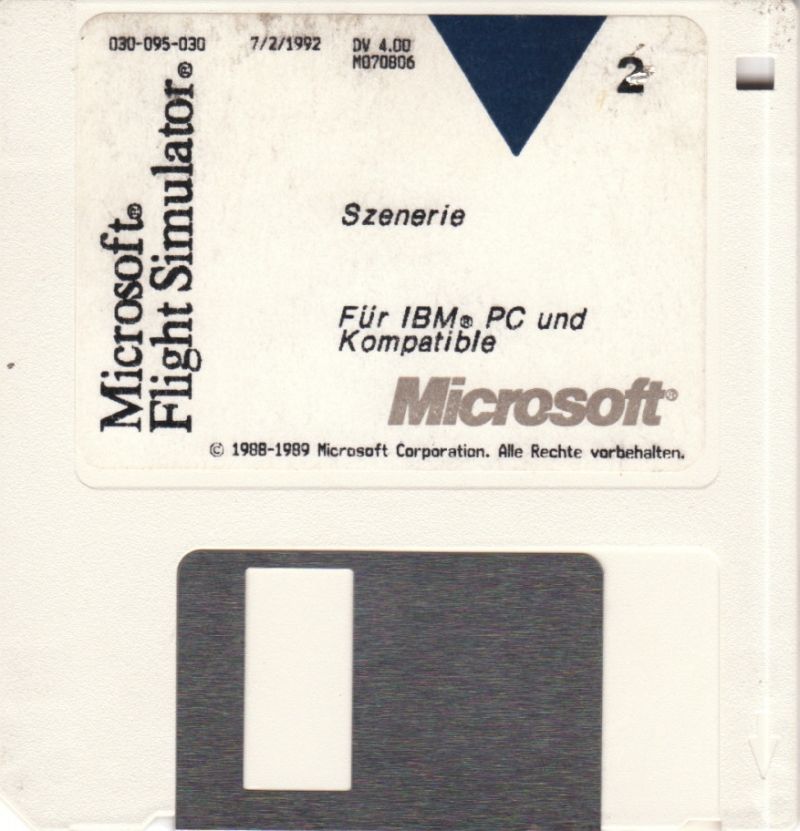 030-095-030 7/2/1992 DV 4.00
M070806
2
Microsoft®
Flight Simulator®
Szenerie
Für IBM® PC und
Kompatible
Microsoft®
© 1988-1989 Microsoft Corporation. Alle Rechte vorbehalten.